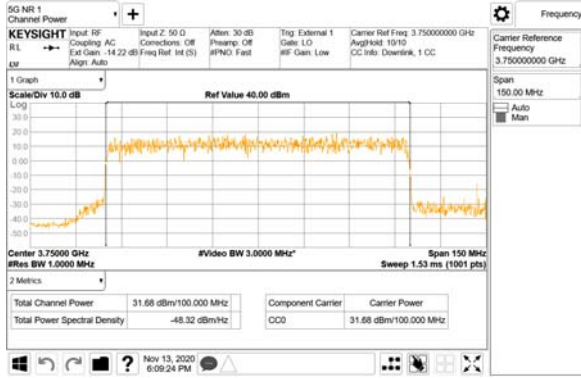 5G NR 1
Channel Power
Frequency
KEYSIGHT
RL
Input: RF
Coupling: AC
Ext Gain: -14.22 dB
Align: Auto
Input Z: 50 Ω
Corrections: Off
Freq Ref: Int (S)
Atten: 30 dB
Preamp: Off
#PNO: Fast
Trig: External 1
Gate: LO
#IF Gain: Low
Carrier Ref Freq: 3.750000000 GHz
Avg|Hold: 10/10
CC Info: Downlink, 1 CC
Carrier Reference
Frequency
3.750000000 GHz
Span
150.00 MHz
Auto
Man
1 Graph
Scale/Div 10.0 dB
Ref Value 40.00 dBm
Log
30.0
20.0
10.0
0.00
-10.0
-20.0
-30.0
-40.0
-50.0
Center 3.75000 GHz
#Video BW 3.0000 MHz*
Span 150 MHz
#Res BW 1.0000 MHz
Sweep 1.53 ms (1001 pts)
2 Metrics
Total Channel Power 31.68 dBm/100.000 MHz
Total Power Spectral Density -48.32 dBm/Hz
Component Carrier Carrier Power
CC0 31.68 dBm/100.000 MHz
?
Nov 13, 2020
6:09:24 PM